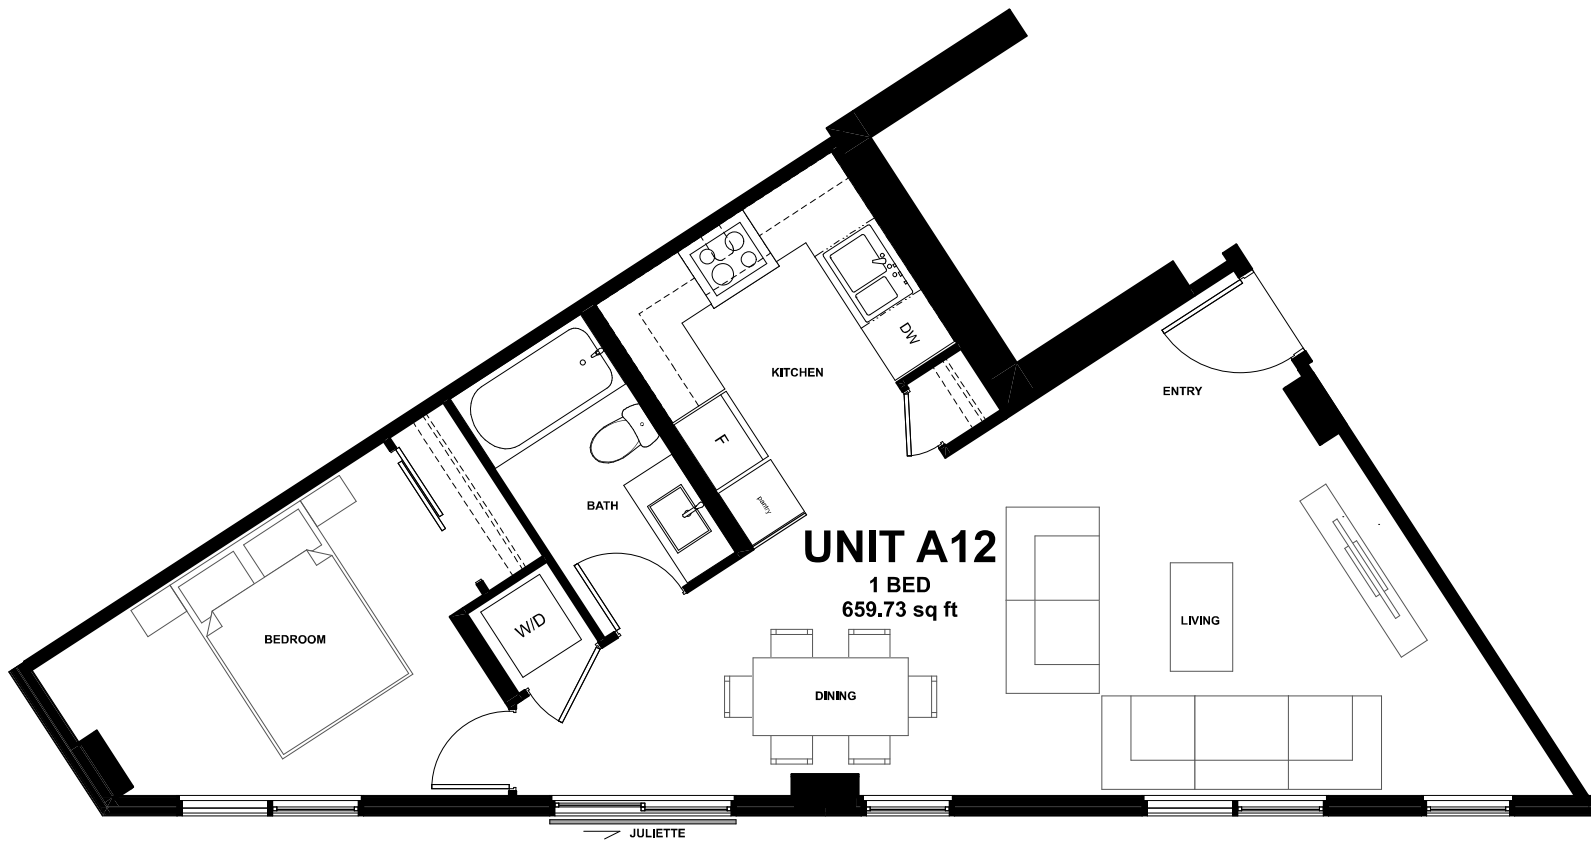 DW
KITCHEN
ENTRY
F
pantry
BATH
UNIT A12
1 BED
659.73 sq ft
W/D
LIVING
BEDROOM
DINING
JULIETTE